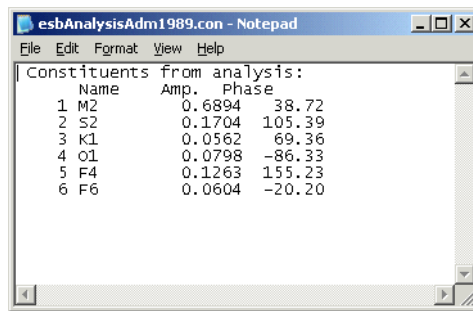 esbAnalysisAdm1989.con - Notepad
File Edit Format View Help
Constituents from analysis:
Name Amp. Phase
1 M2 0.6894 38.72
2 S2 0.1704 105.39
3 K1 0.0562 69.36
4 O1 0.0798 -86.33
5 F4 0.1263 155.23
6 F6 0.0604 -20.20